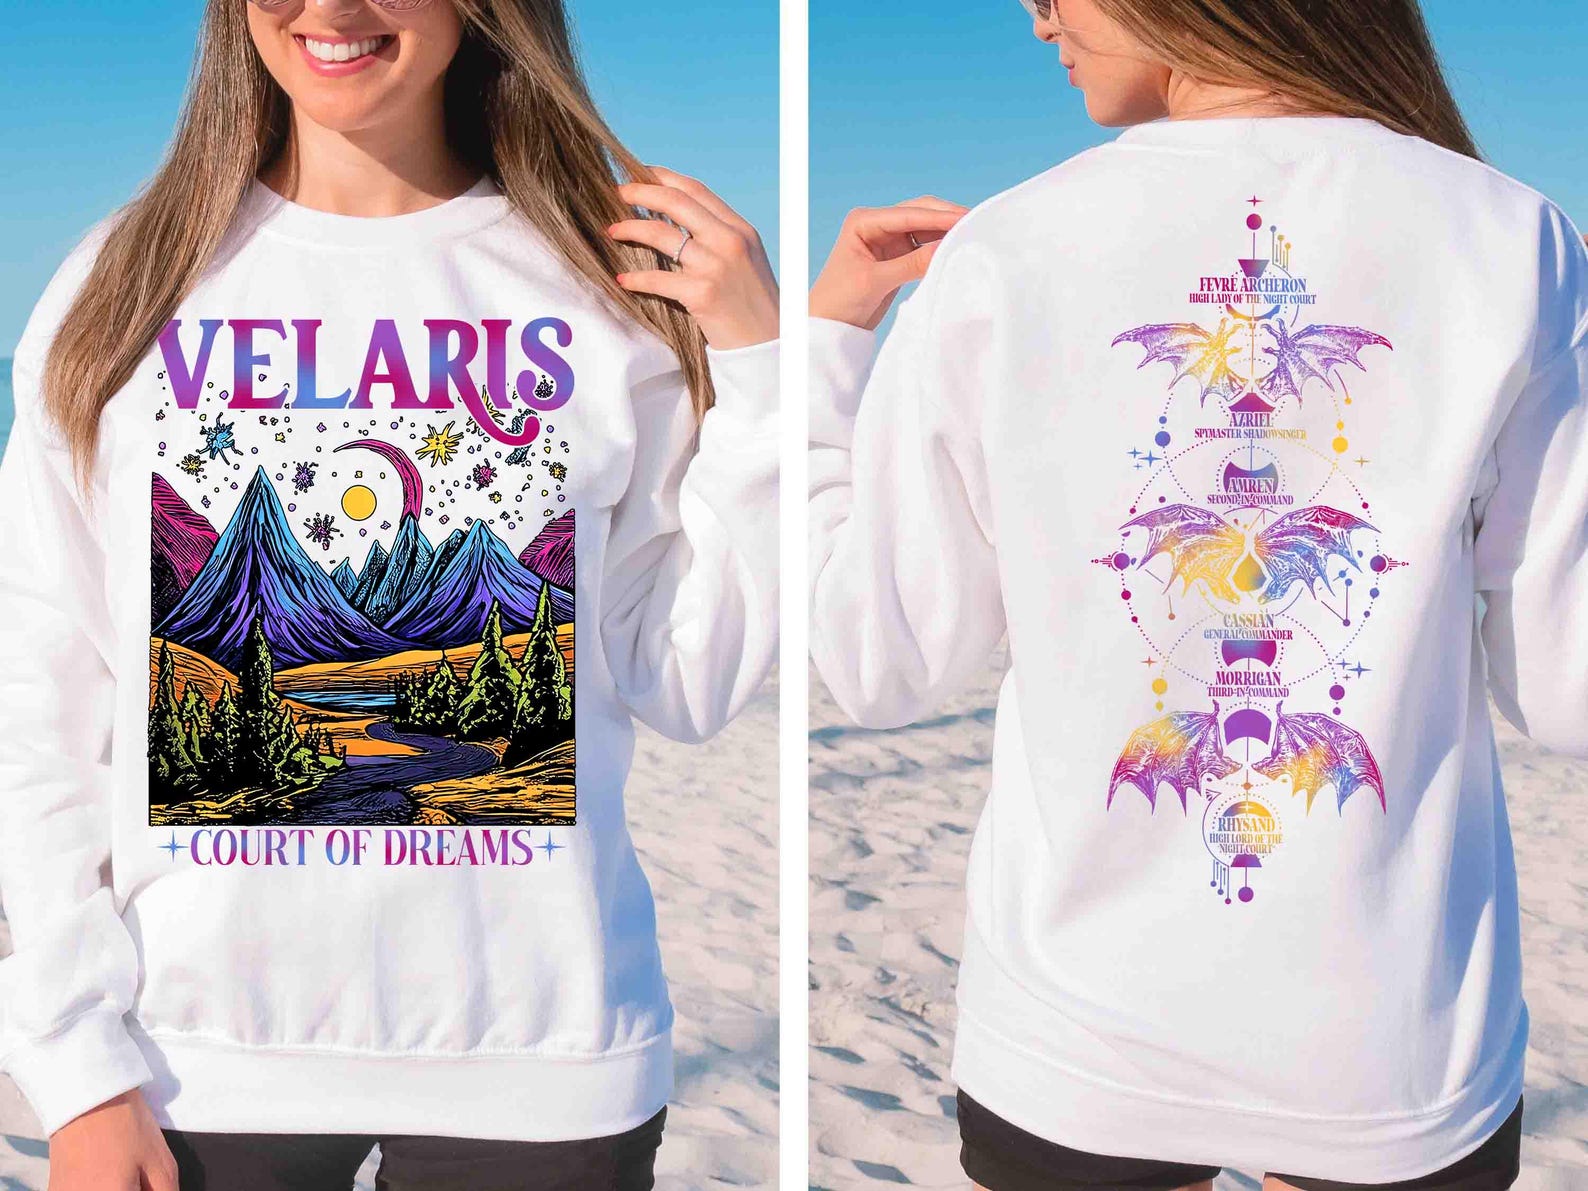 VELARIS
COURT OF DREAMS
FEYRE ARCHERON
HIGH LADY OF THE NIGHT COURT
AZRIEL
SPYMASTER SHADOWSINGER
AMREN
SECOND-IN-COMMAND
CASSIAN
GENERAL COMMANDER
MORRIGAN
THIRD-IN-COMMAND
RHYSAND
HIGH LORD OF THE
NIGHT COURT